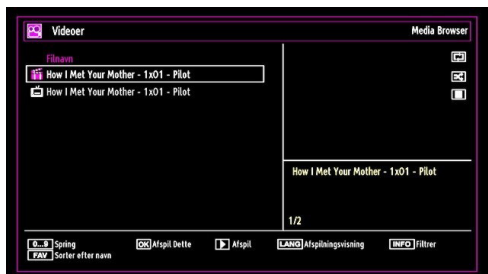 Videoer
Media Browser
Filnavn
How I Met Your Mother - 1x01 - Pilot
How I Met Your Mother - 1x01 - Pilot
How I Met Your Mother - 1x01 - Pilot
1/2
0...9 Spring OK Afspil Dette Afspil LANG Afspilningsvisning INFO Filtrer
FAV Sorter efter navn